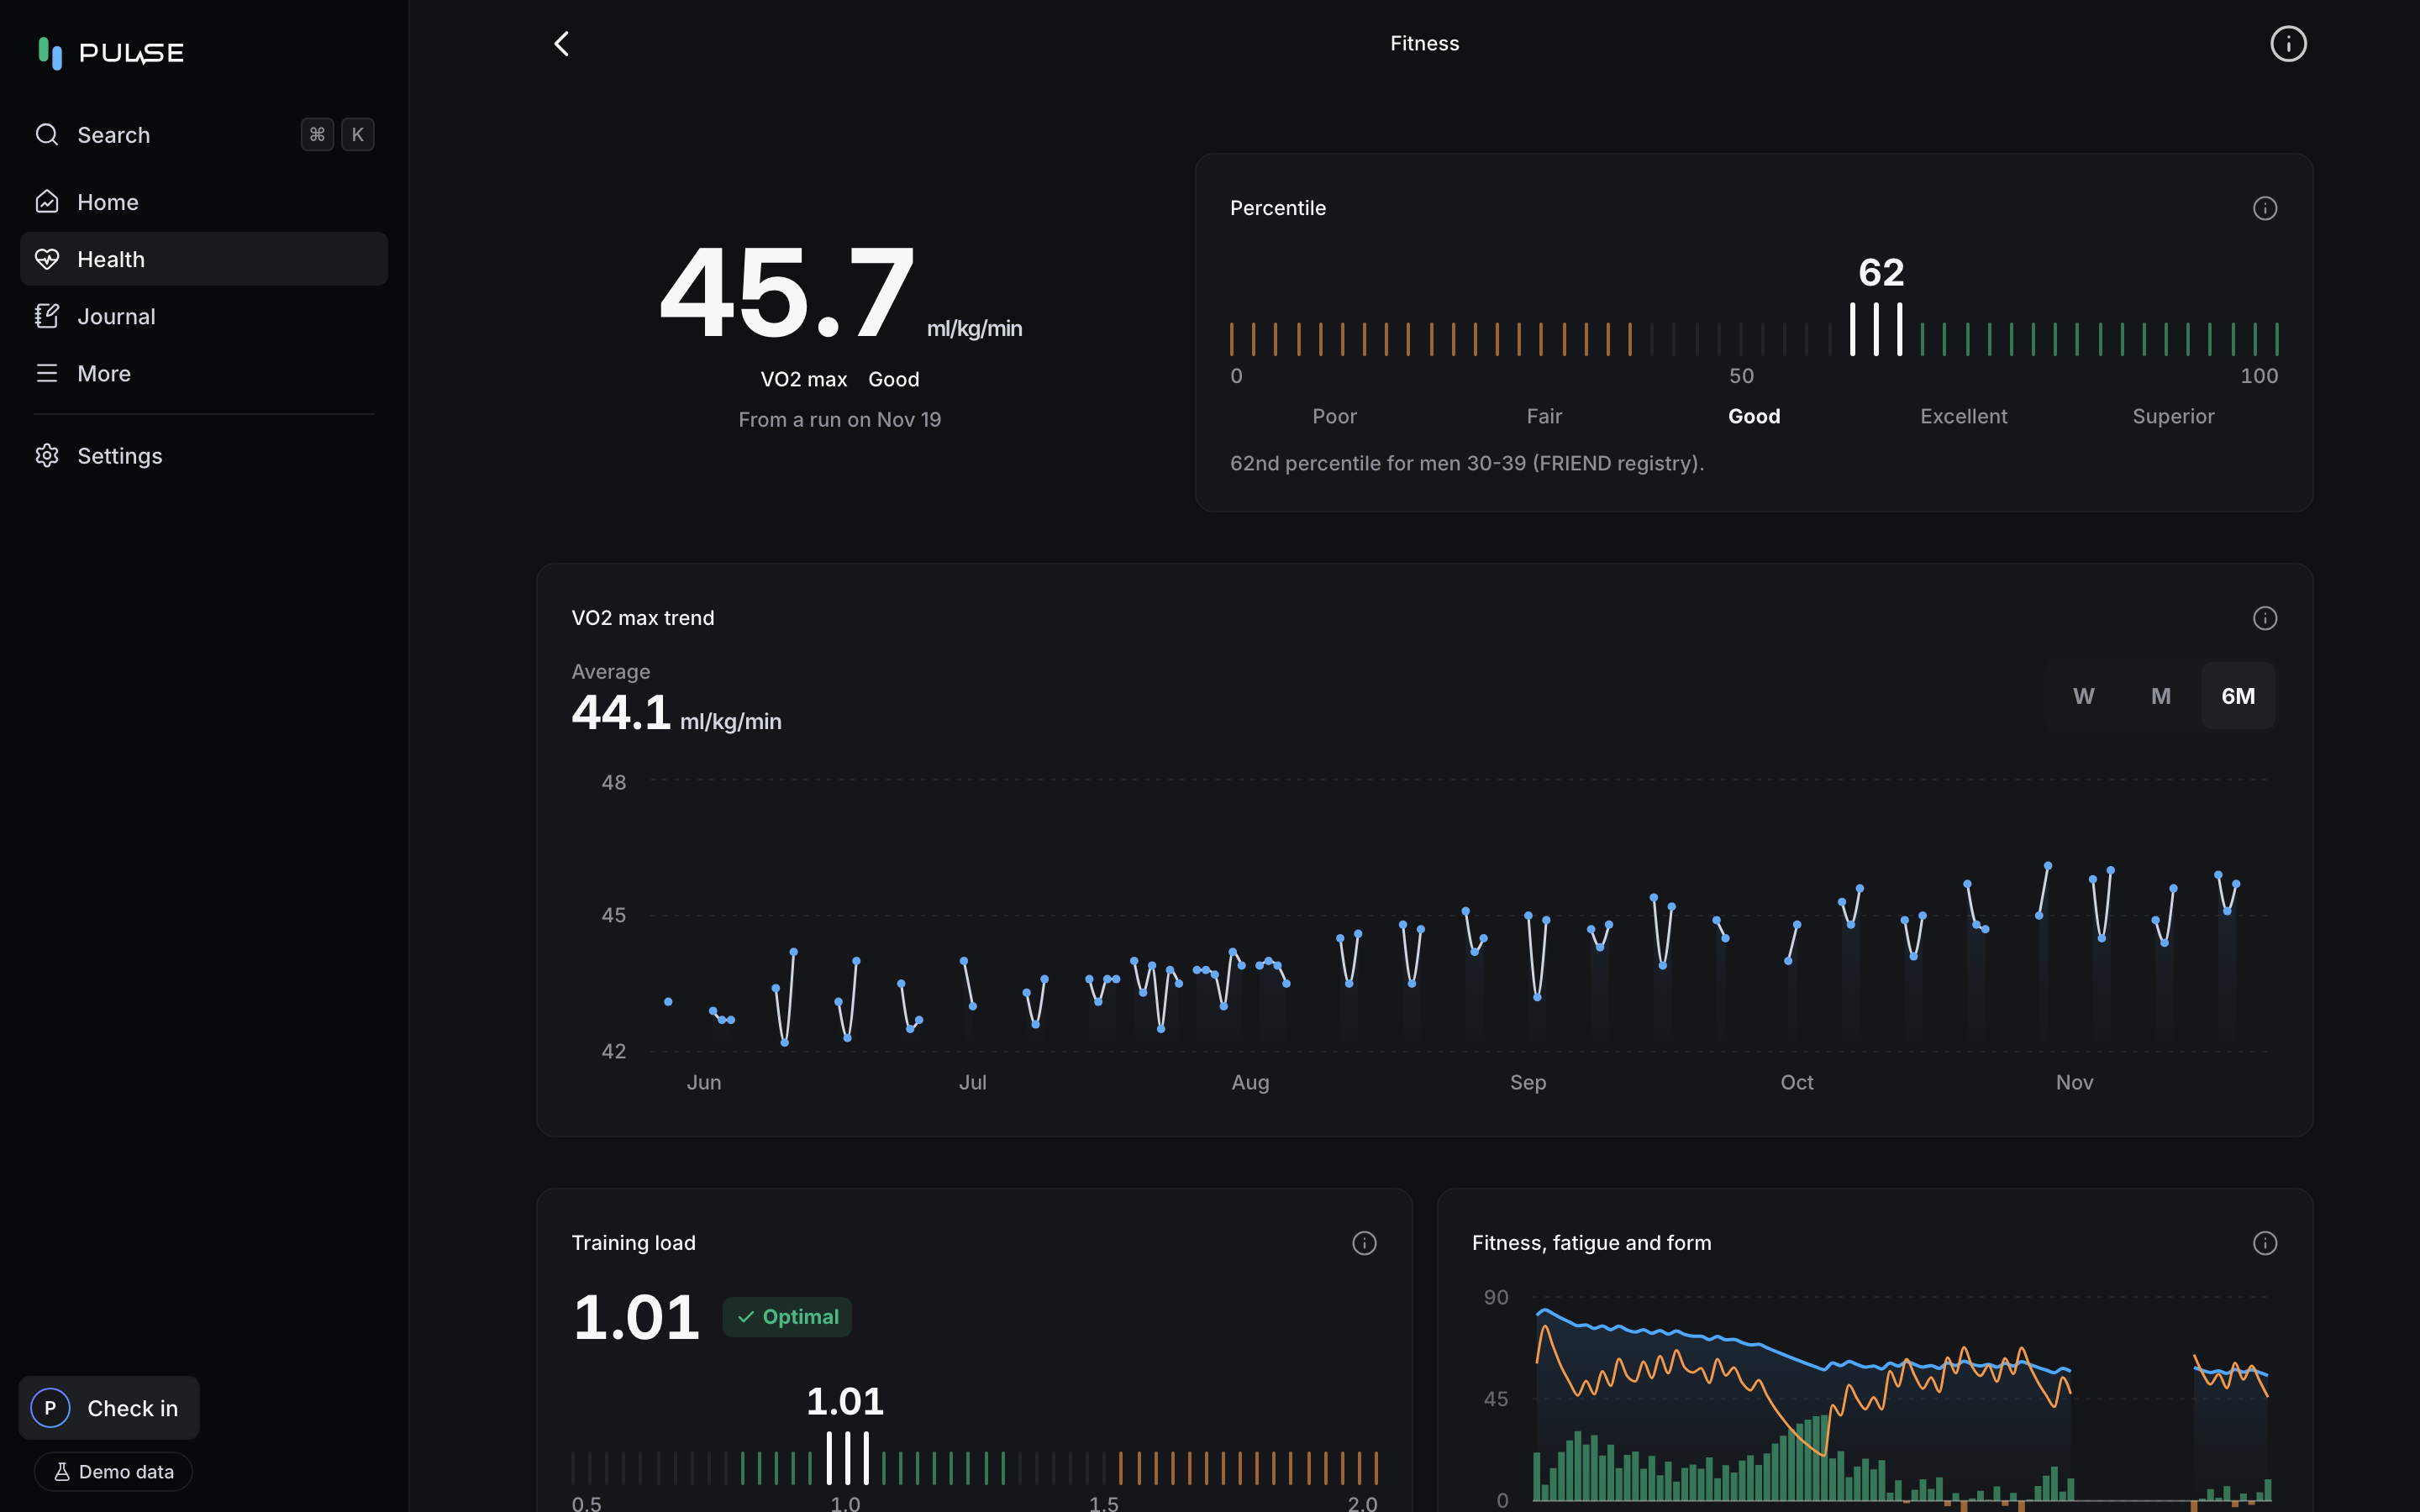 PULSE
Search ⌘ K
Home
Health
Journal
More
Settings
P Check in
Demo data
Fitness
45.7 ml/kg/min
VO2 max Good
From a run on Nov 19
Percentile
62
0 50 100
Poor Fair Good Excellent Superior
62nd percentile for men 30-39 (FRIEND registry).
VO2 max trend
Average
44.1 ml/kg/min
W M 6M
48
45
42
Jun Jul Aug Sep Oct Nov
Training load
1.01 Optimal
1.01
0.5 1.0 1.5 2.0
Fitness, fatigue and form
90
45
0